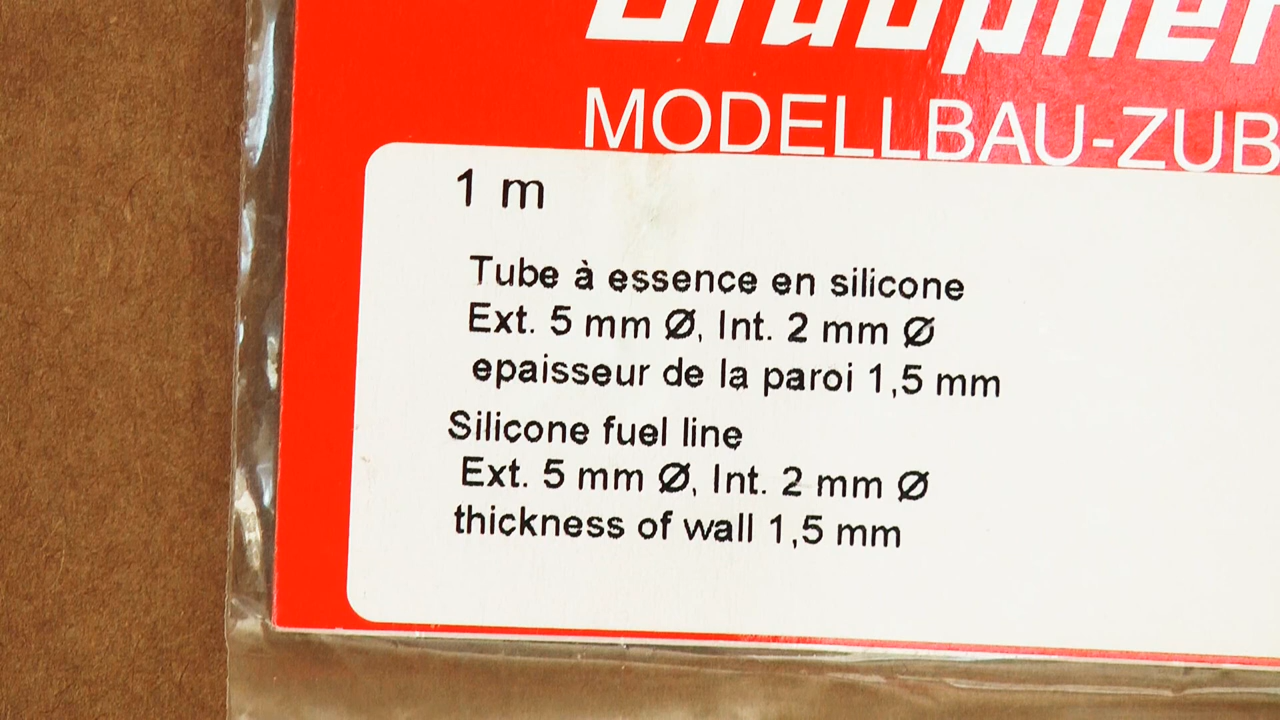 Graupner
MODELLBAU-ZUB
1 m
Tube à essence en silicone
Ext. 5 mm Ø, Int. 2 mm Ø
epaisseur de la paroi 1,5 mm
Silicone fuel line
Ext. 5 mm Ø, Int. 2 mm Ø
thickness of wall 1,5 mm